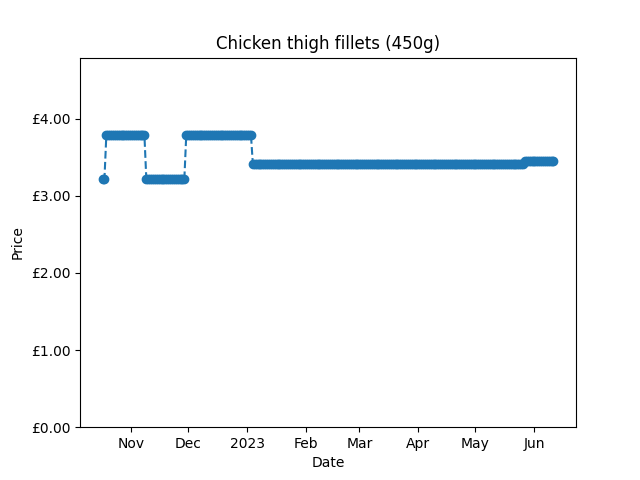 Chicken thigh fillets (450g)
£4.00
£3.00
£2.00
£1.00
£0.00
Price
Nov Dec 2023 Feb Mar Apr May Jun
Date